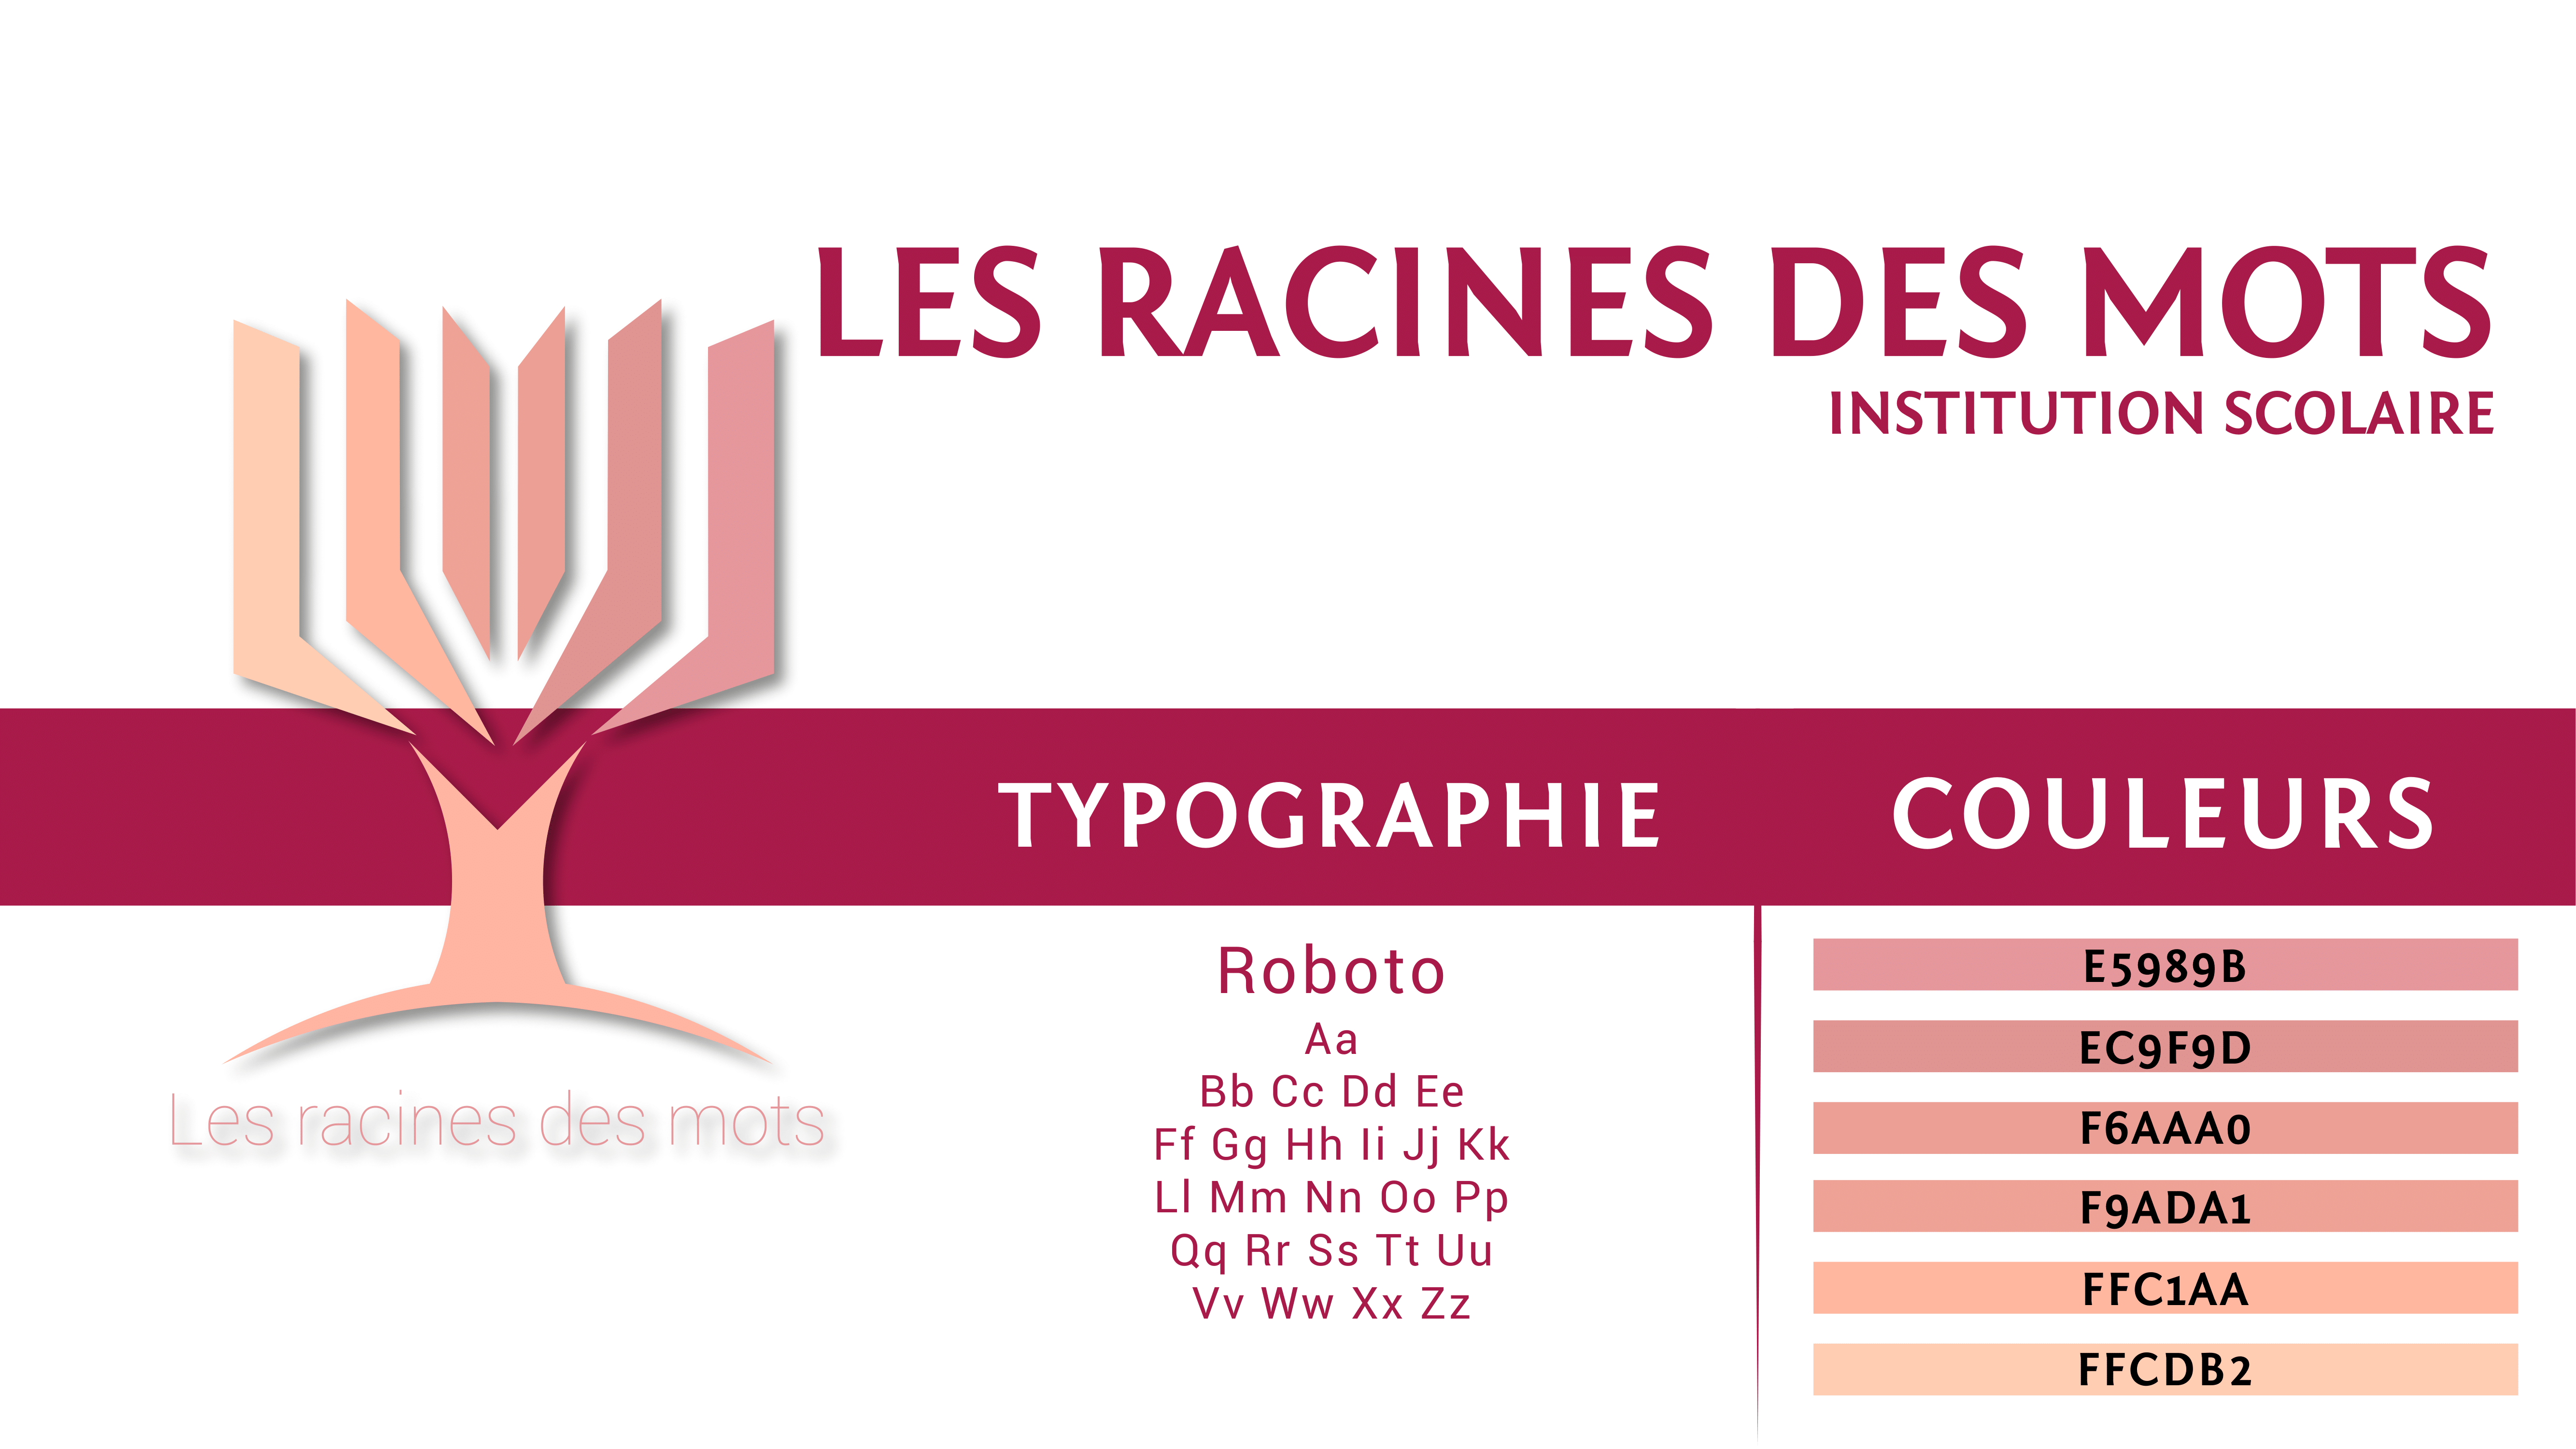 LES RACINES DES MOTS
INSTITUTION SCOLAIRE
Les racines des mots
TYPOGRAPHIE
Roboto
Aa
Bb Cc Dd Ee
Ff Gg Hh Ii Jj Kk
Ll Mm Nn Oo Pp
Qq Rr Ss Tt Uu
Vv Ww Xx Zz
COULEURS
E5989B
EC9F9D
F6AAA0
F9ADA1
FFC1AA
FFCDB2